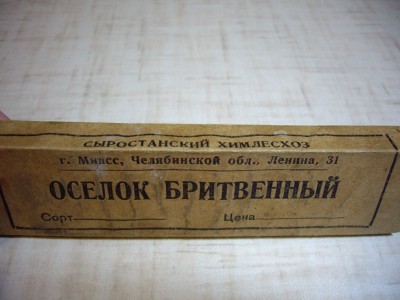 СЫРОСТАНСКИЙ ХИМЛЕСХОЗ
г. Миасс, Челябинской обл., Ленина, 31
ОСЕЛОК БРИТВЕННЫЙ
Сорт Цена